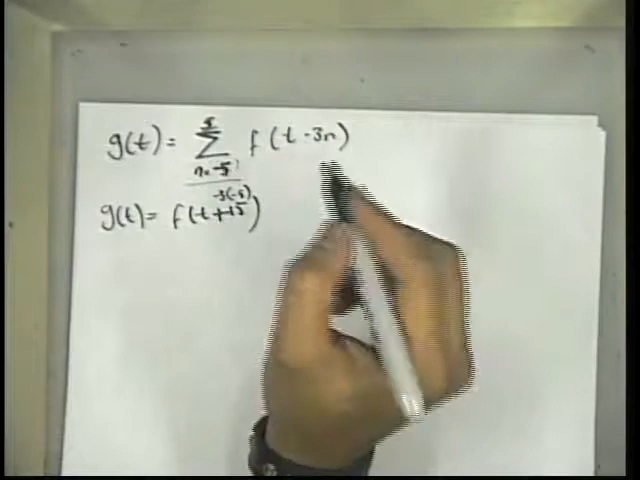 g(t) = 5 Σ n=-5 f(t-3n)
-3(-5)
g(t) = f(t+15)